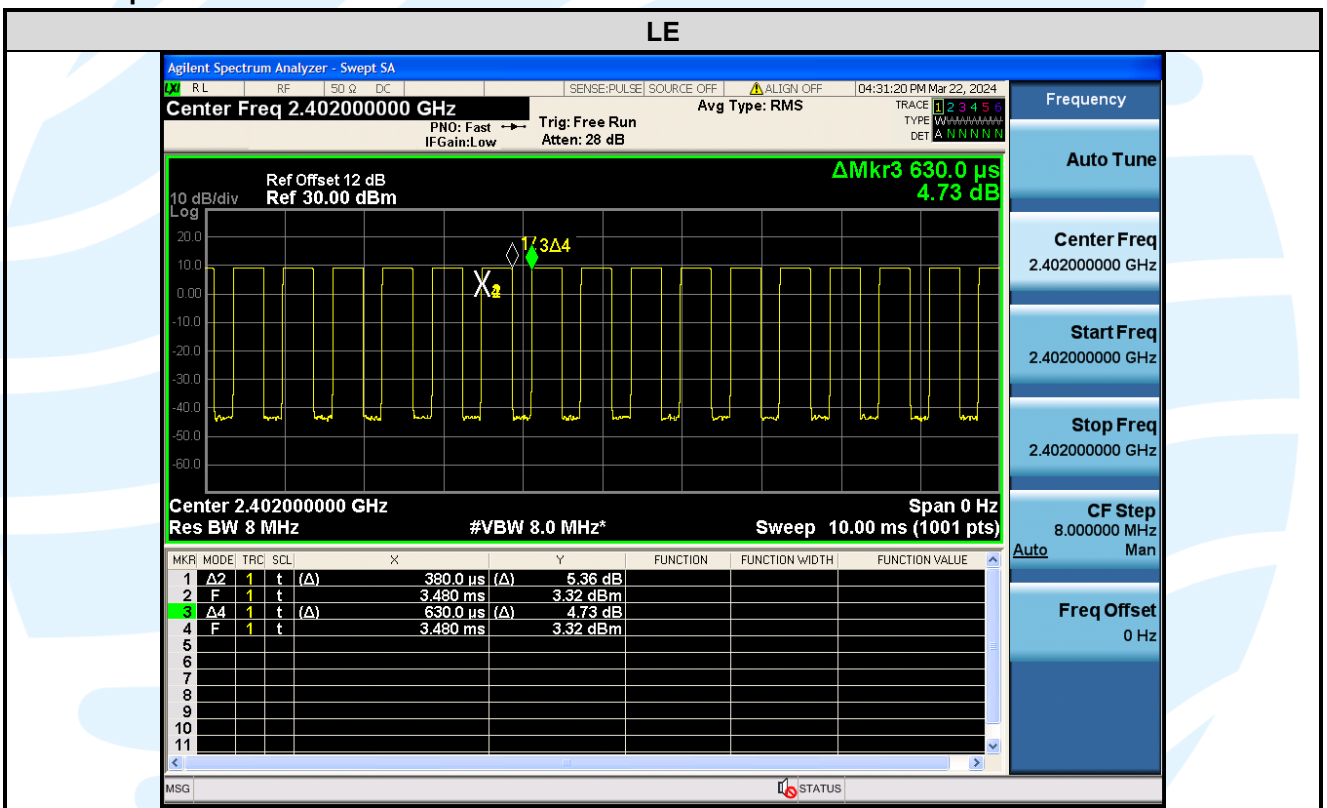 LE
Agilent Spectrum Analyzer - Swept SA
LXI RL RF 50 Ω DC SENSE:PULSE SOURCE OFF ALIGN OFF 04:31:20 PM Mar 22, 2024
Center Freq 2.402000000 GHz Avg Type: RMS TRACE 1 2 3 4 5 6
PNO: Fast Trig: Free Run TYPE W
IFGain:Low Atten: 28 dB DET A N N N N N
ΔMkr3 630.0 µs
4.73 dB
Ref Offset 12 dB
10 dB/div Ref 30.00 dBm
Log
20.0
10.0
0.00
-10.0
-20.0
-30.0
-40.0
-50.0
-60.0
3Δ4
Center 2.402000000 GHz Span 0 Hz
Res BW 8 MHz #VBW 8.0 MHz* Sweep 10.00 ms (1001 pts)
MKR MODE TRC SCL X Y FUNCTION FUNCTION WIDTH FUNCTION VALUE
1 Δ2 1 t (Δ) 380.0 µs (Δ) 5.36 dB
2 F 1 t 3.480 ms 3.32 dBm
3 Δ4 1 t (Δ) 630.0 µs (Δ) 4.73 dB
4 F 1 t 3.480 ms 3.32 dBm
5
6
7
8
9
10
11
MSG STATUS
Frequency
Auto Tune
Center Freq
2.402000000 GHz
Start Freq
2.402000000 GHz
Stop Freq
2.402000000 GHz
CF Step
8.000000 MHz
Auto Man
Freq Offset
0 Hz